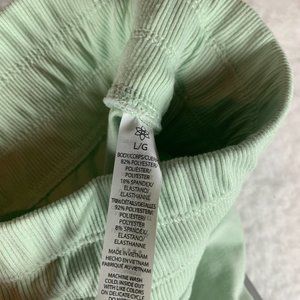 L/G
BODY/CORPS/CUERPO
82% POLYESTER/
POLIÉSTER/
POLYESTER
18% SPANDEX/
ELASTANO/
ELASTHANNE
TRIM/DÉTAILS/DETALLES
92% POLYESTER/
POLIÉSTER/
POLYESTER
8% SPANDEX/
ELASTANO/
ELASTHANNE
MADE IN VIETNAM
HECHO EN VIETNAM
FABRIQUÉ AU VIETNAM
MACHINE WASH
COLD INSIDE OUT
WITH LIKE COLORS
ON DELICATE CYCLE